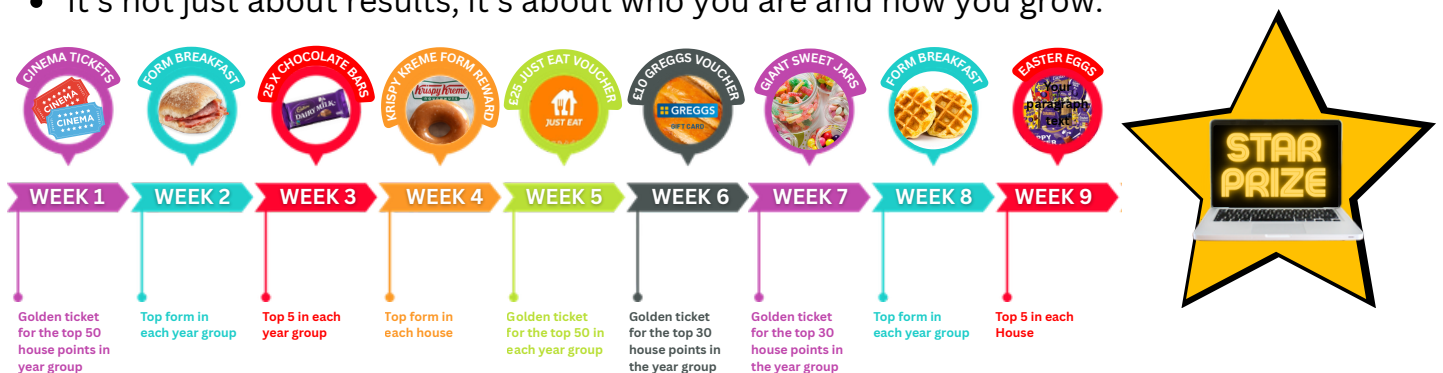 It's not just about results, it's about who you are and how you grow.
CINEMA TICKETS
CINEMA
CINEMA
FORM BREAKFAST
25 X CHOCOLATE BARS
Cadbury
DAIRY MILK
KRISPY KREME FORM REWARD
Krispy Kreme
DOUGHNUTS
£25 JUST EAT VOUCHER
JUST EAT
£10 GREGGS VOUCHER
GREGGS
GIFT CARD
GIANT SWEET JARS
FORM BREAKFAST
EASTER EGGS
Your
paragraph
text
STAR
PRIZE
WEEK 1
WEEK 2
WEEK 3
WEEK 4
WEEK 5
WEEK 6
WEEK 7
WEEK 8
WEEK 9
Golden ticket
for the top 50
house points in
year group
Top form in
each year group
Top 5 in each
year group
Top form in
each house
Golden ticket
for the top 50 in
each year group
Golden ticket
for the top 30
house points in
the year group
Golden ticket
for the top 30
house points in
the year group
Top form in
each year group
Top 5 in each
House